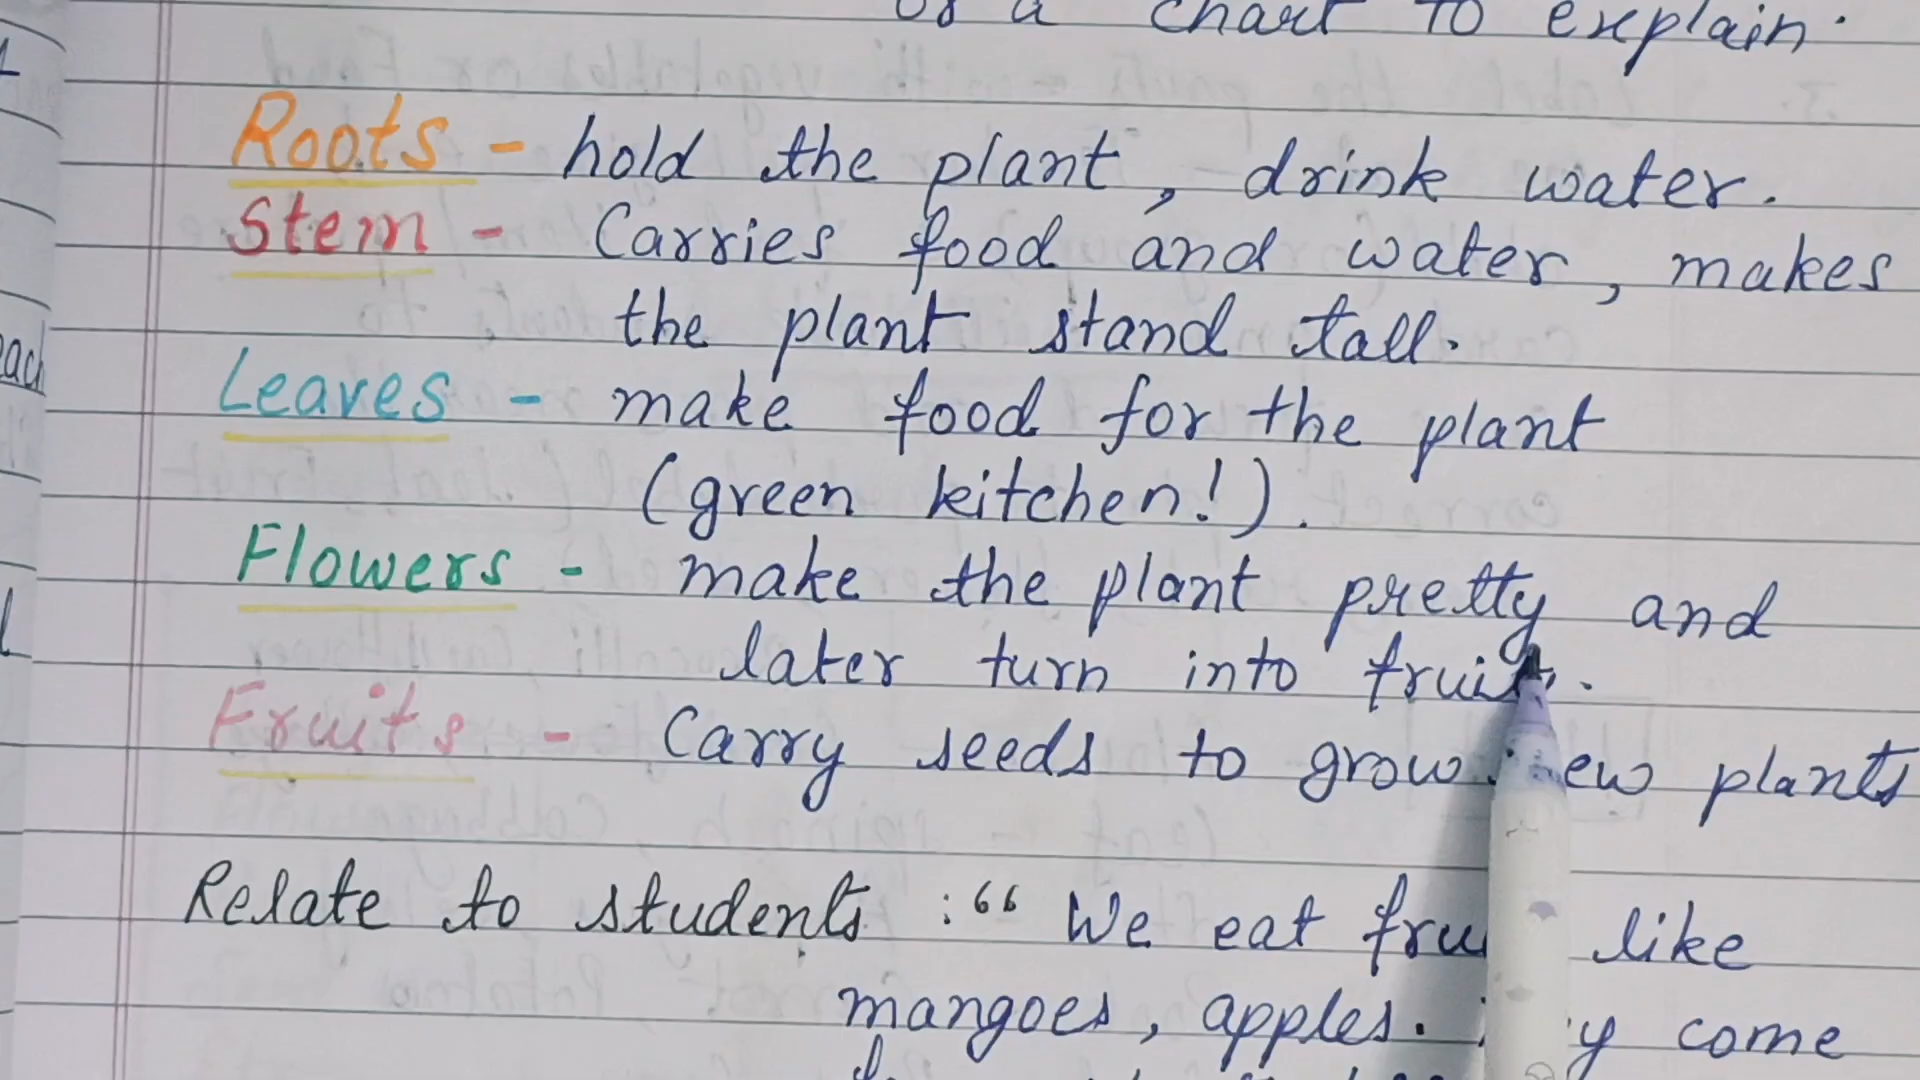 of a chart to explain.
Roots - hold the plant, drink water.
Stem - Carries food and water, makes
the plant stand tall.
Leaves - make food for the plant
(green kitchen!).
Flowers - make the plant pretty and
later turn into fruits.
Fruits - Carry seeds to grow new plants
Relate to students : “ We eat like
mangoes, apples. come